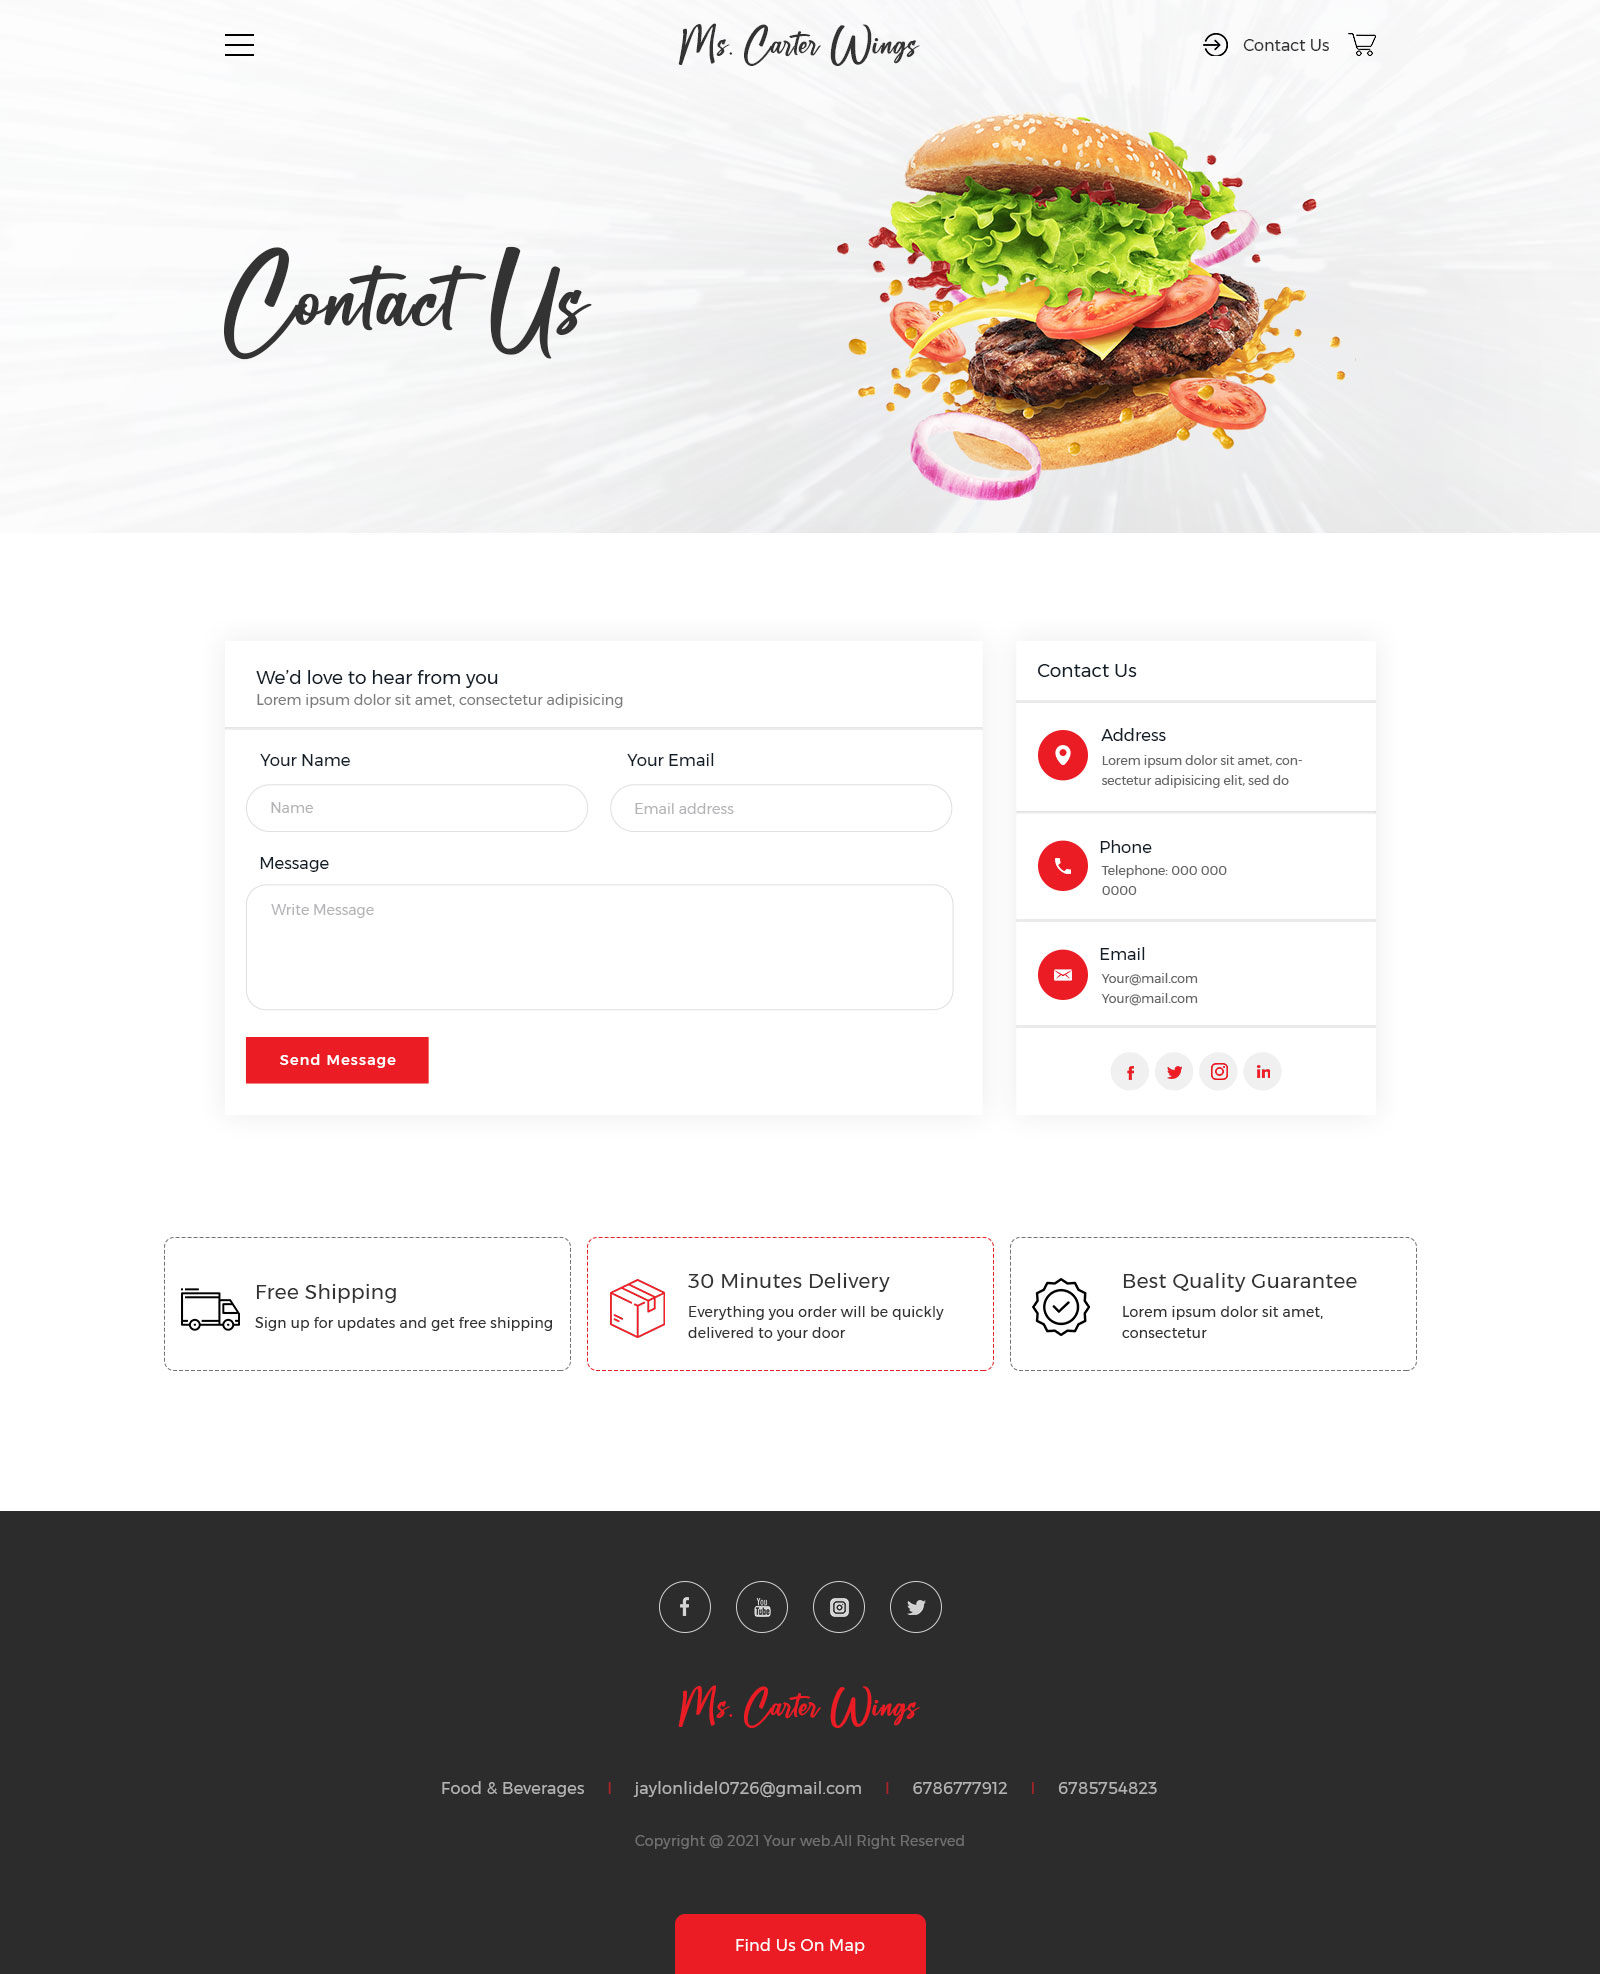 Ms. Carter Wings
Contact Us
Contact Us
We'd love to hear from you
Lorem ipsum dolor sit amet, consectetur adipisicing
Your Name
Your Email
Name
Email address
Message
Write Message
Send Message
Contact Us
Address
Lorem ipsum dolor sit amet, con-
sectetur adipisicing elit, sed do
Phone
Telephone: 000 000
0000
Email
Your@mail.com
Your@mail.com
in
Free Shipping
Sign up for updates and get free shipping
30 Minutes Delivery
Everything you order will be quickly
delivered to your door
Best Quality Guarantee
Lorem ipsum dolor sit amet,
consectetur
You
Tube
Ms. Carter Wings
Food & Beverages | jaylonlidel0726@gmail.com | 6786777912 | 6785754823
Copyright @ 2021 Your web.All Right Reserved
Find Us On Map